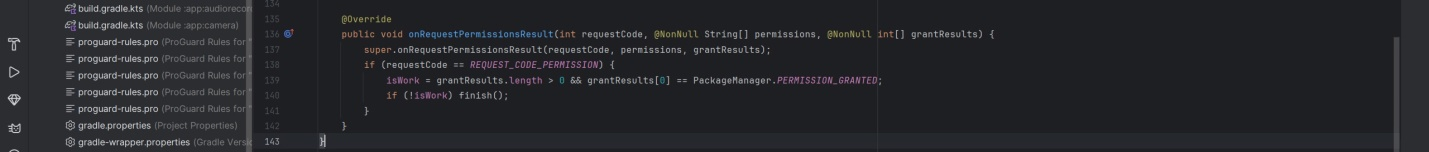 build.gradle.kts (Module :app:audiorecor
build.gradle.kts (Module :app:camera)
proguard-rules.pro (ProGuard Rules for "
proguard-rules.pro (ProGuard Rules for "
proguard-rules.pro (ProGuard Rules for "
proguard-rules.pro (ProGuard Rules for "
proguard-rules.pro (ProGuard Rules for "
gradle.properties (Project Properties)
gradle-wrapper.properties (Gradle Versio
134
135 @Override
136 public void onRequestPermissionsResult(int requestCode, @NonNull String[] permissions, @NonNull int[] grantResults) {
137 super.onRequestPermissionsResult(requestCode, permissions, grantResults);
138 if (requestCode == REQUEST_CODE_PERMISSION) {
139 isWork = grantResults.length > 0 && grantResults[0] == PackageManager.PERMISSION_GRANTED;
140 if (!isWork) finish();
141 }
142 }
143 }